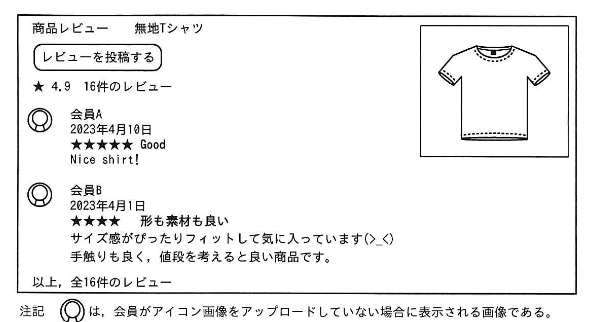 商品レビュー　　無地Tシャツ
レビューを投稿する
★ 4.9　16件のレビュー
会員A
2023年4月10日
★★★★★ Good
Nice shirt!
会員B
2023年4月1日
★★★★　形も素材も良い
サイズ感がぴったりフィットして気に入っています(>_<)
手触りも良く，値段を考えると良い商品です。
以上，全16件のレビュー
注記　は，会員がアイコン画像をアップロードしていない場合に表示される画像である。